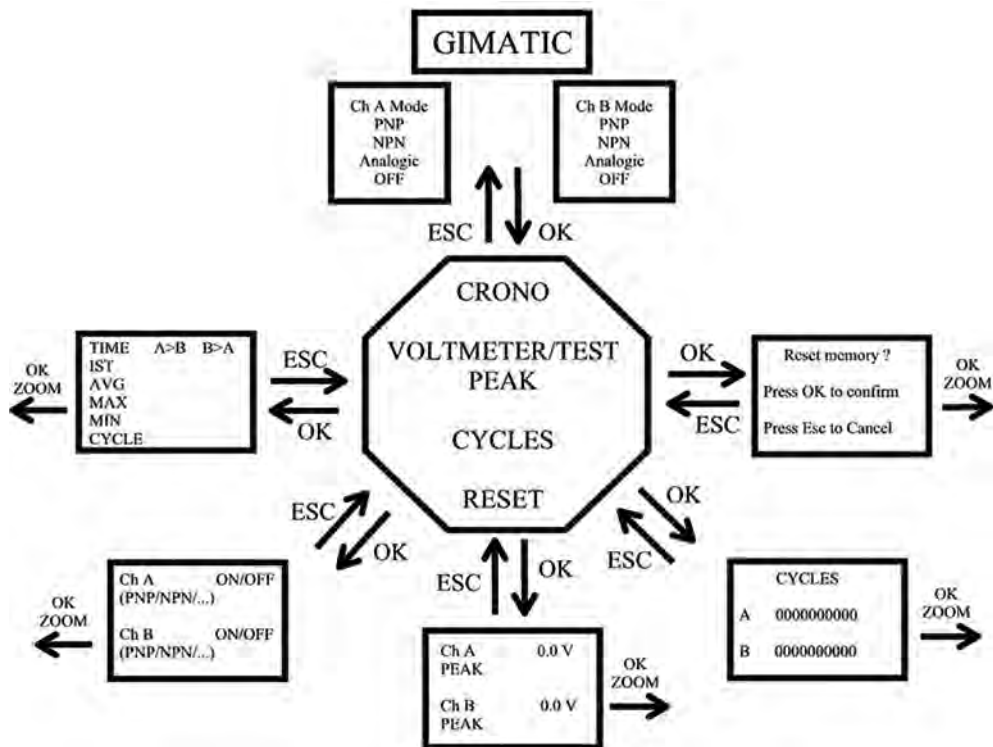 GIMATIC
Ch A Mode
PNP
NPN
Analogic
OFF
Ch B Mode
PNP
NPN
Analogic
OFF
ESC
OK
CRONO
VOLTMETER/TEST
PEAK
CYCLES
RESET
TIME A>B B>A
IST
AVG
MAX
MIN
CYCLE
OK
ZOOM
ESC
OK
OK
ESC
Reset memory ?
Press OK to confirm
Press Esc to Cancel
OK
ZOOM
ESC
OK
Ch A ON/OFF
(PNP/NPN/...)
Ch B ON/OFF
(PNP/NPN/...)
OK
ZOOM
ESC
OK
Ch A 0.0 V
PEAK
Ch B 0.0 V
PEAK
OK
ZOOM
OK
ESC
CYCLES
A 0000000000
B 0000000000
OK
ZOOM